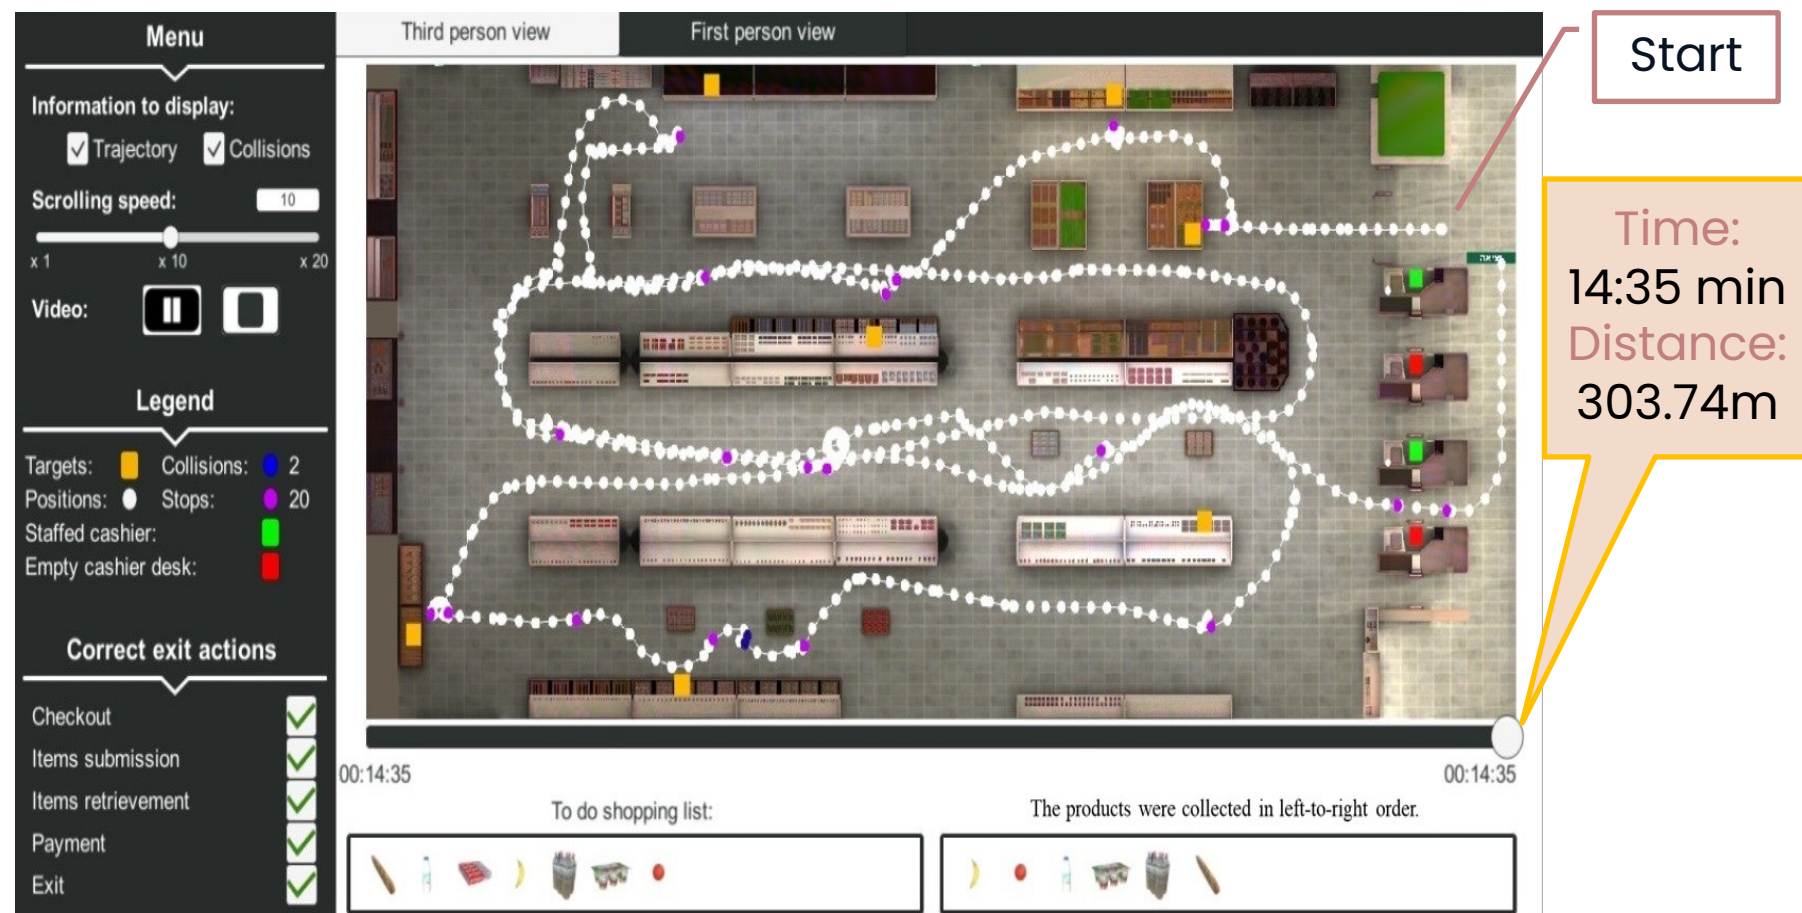 Menu
Information to display:
Trajectory
Collisions
Scrolling speed:
10
x 1
x 10
x 20
Video:
Legend
Targets:
Collisions:
2
Positions:
Stops:
20
Staffed cashier:
Empty cashier desk:
Correct exit actions
Checkout
Items submission
Items retrievement
Payment
Exit
Third person view
First person view
00:14:35
00:14:35
To do shopping list:
The products were collected in left-to-right order.
Start
Time:
14:35 min
Distance:
303.74m